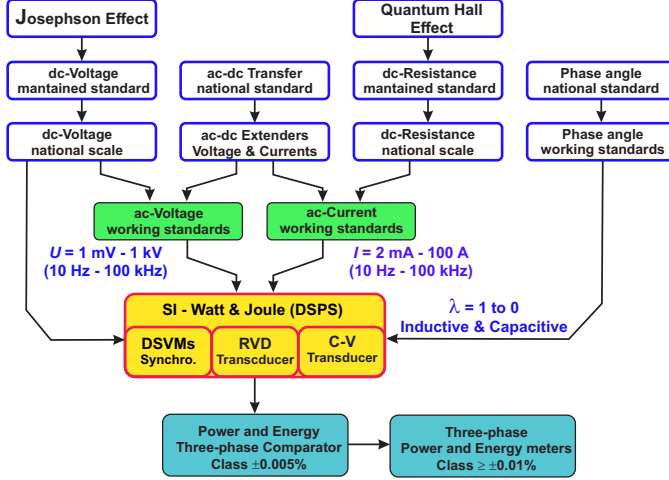 Josephson Effect
Quantum Hall
Effect
dc-Voltage
mantained standard
ac-dc Transfer
national standard
dc-Resistance
mantained standard
Phase angle
national standard
dc-Voltage
national scale
ac-dc Extenders
Voltage & Currents
dc-Resistance
national scale
Phase angle
working standards
ac-Voltage
working standards
ac-Current
working standards
U = 1 mV - 1 kV
(10 Hz - 100 kHz)
I = 2 mA - 100 A
(10 Hz - 100 kHz)
SI - Watt & Joule (DSPS)
λ = 1 to 0
Inductive & Capacitive
DSVMs
Synchro.
RVD
Transcducer
C-V
Transducer
Power and Energy
Three-phase Comparator
Class ±0.005%
Three-phase
Power and Energy meters
Class ≥ ±0.01%